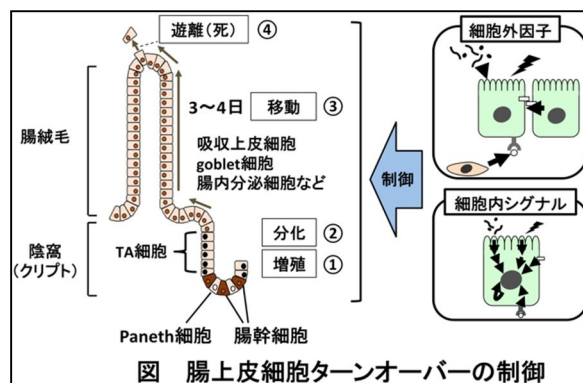 遊離(死) ④
3～4日 移動 ③
吸収上皮細胞
goblet細胞
腸内分泌細胞など
腸絨毛
陰窩
(クリプト)
TA細胞
分化 ②
増殖 ①
Paneth細胞 腸幹細胞
制御
細胞外因子
細胞内シグナル
図 腸上皮細胞ターンオーバーの制御